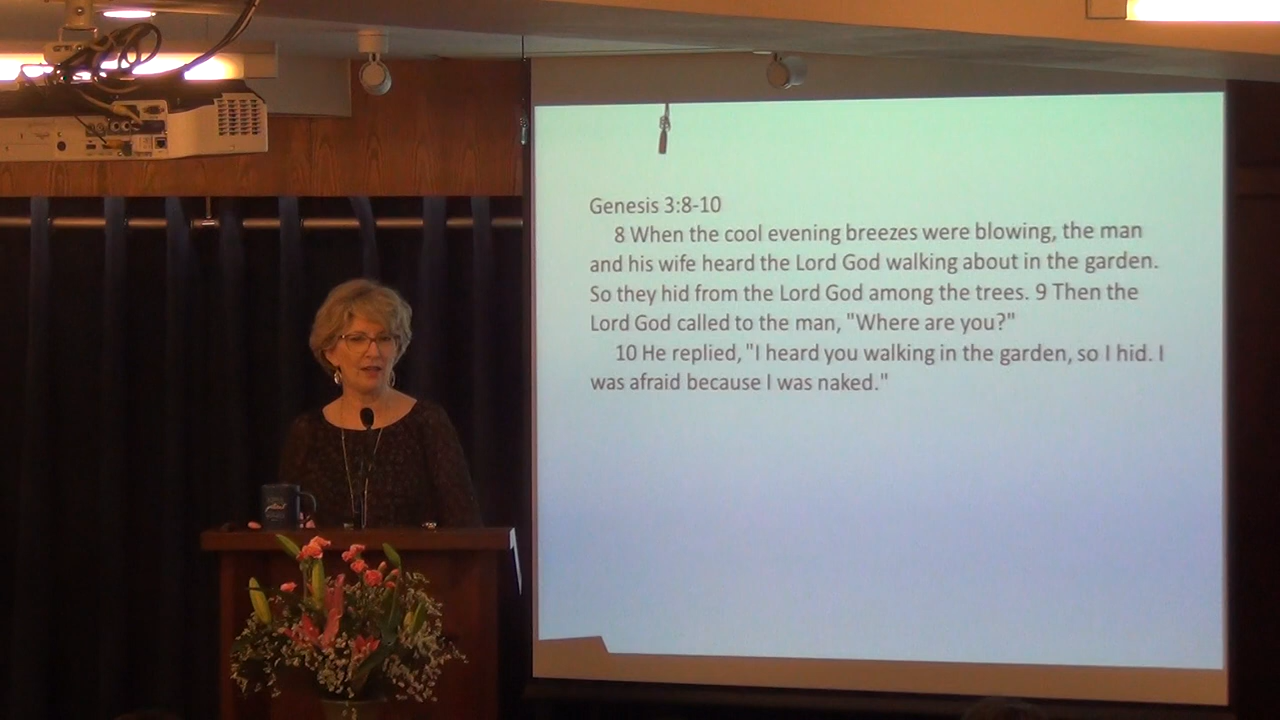 Genesis 3:8-10
8 When the cool evening breezes were blowing, the man
and his wife heard the Lord God walking about in the garden.
So they hid from the Lord God among the trees. 9 Then the
Lord God called to the man, "Where are you?"
10 He replied, "I heard you walking in the garden, so I hid. I
was afraid because I was naked."